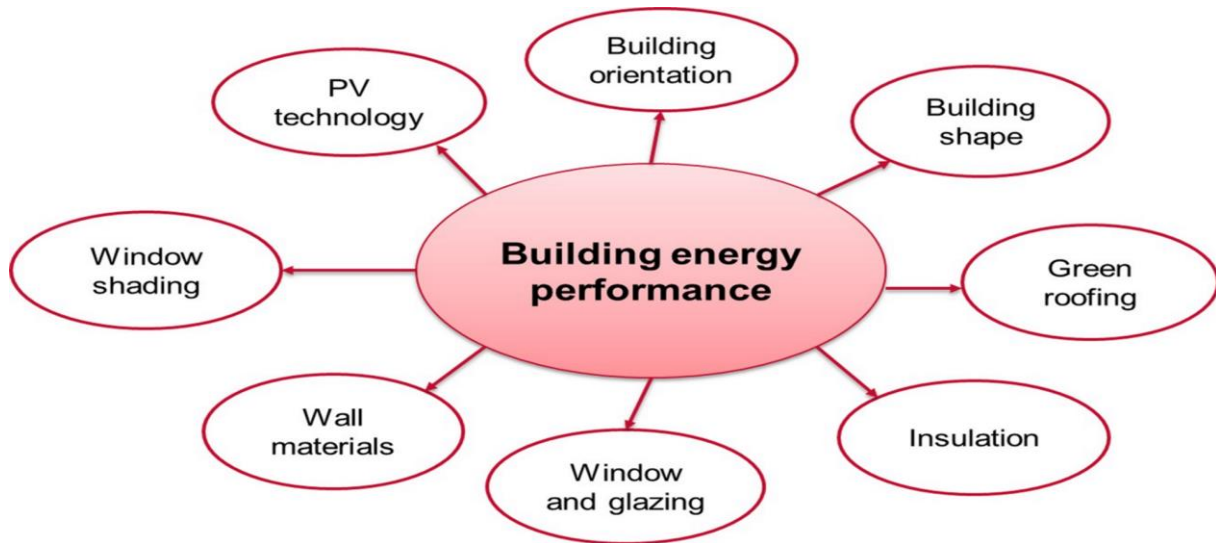 Building
orientation
PV
technology
Building
shape
Window
shading
Building energy
performance
Green
roofing
Wall
materials
Insulation
Window
and glazing